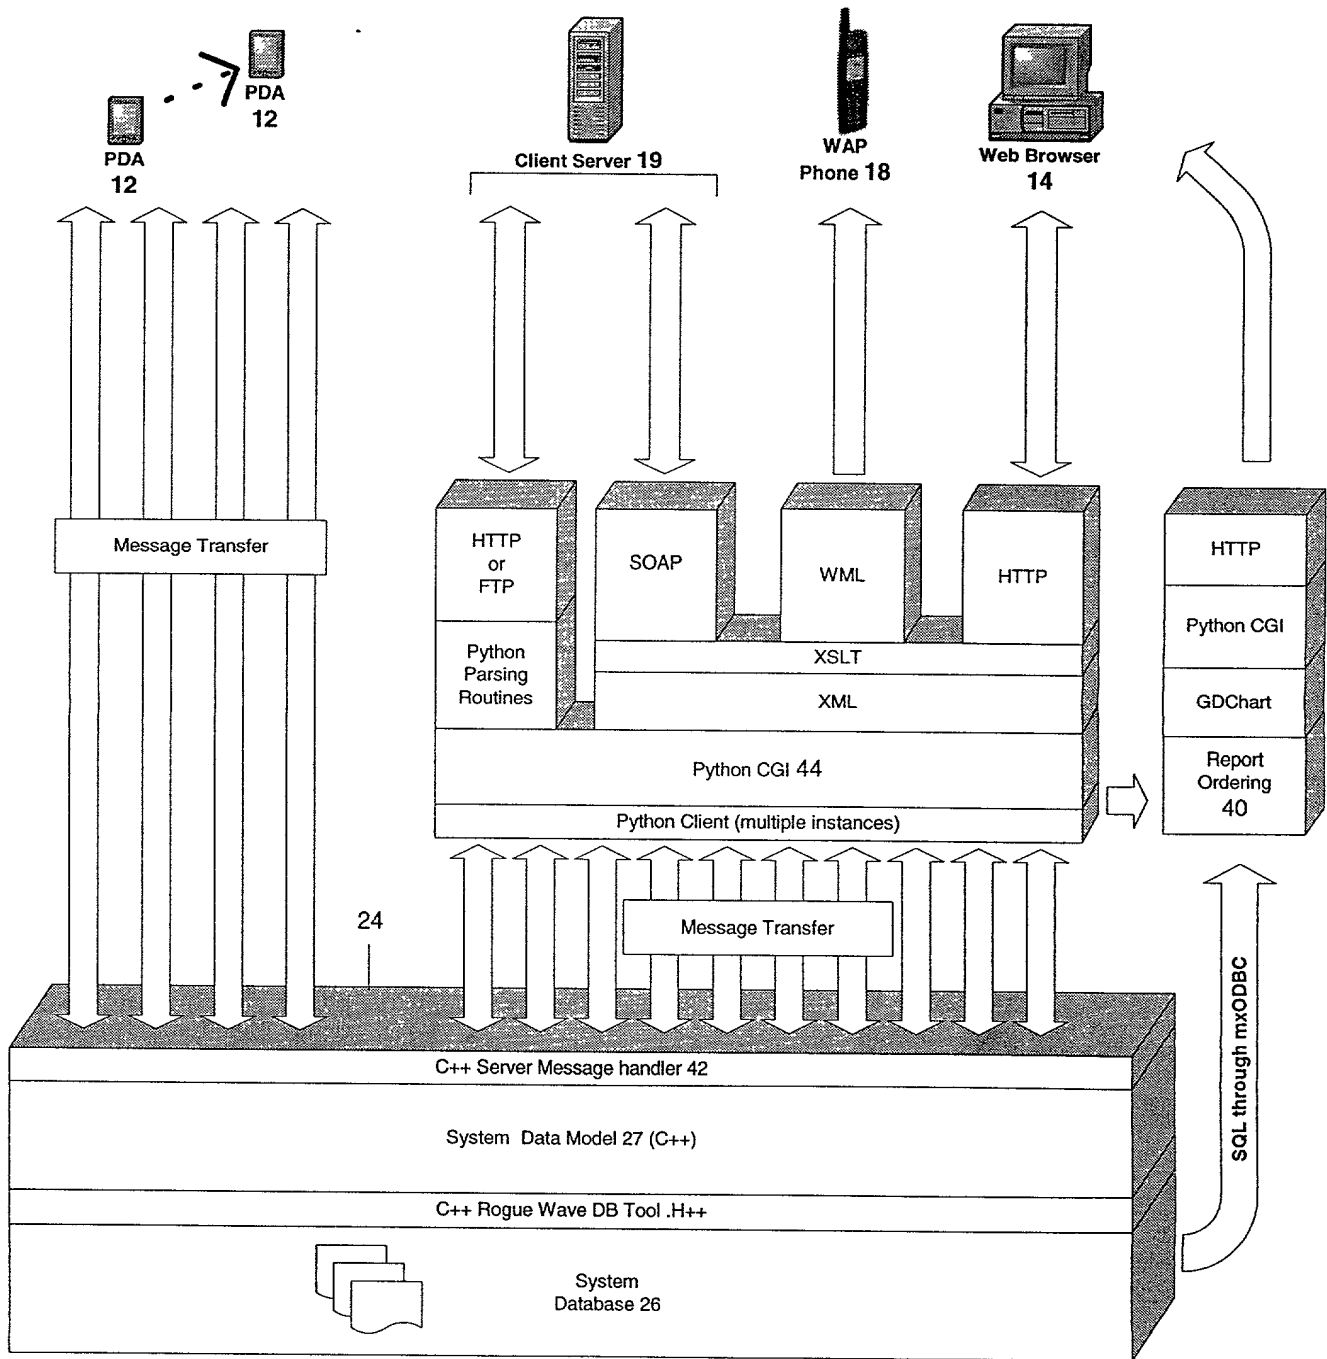 PDA
12
PDA
12
Client Server 19
WAP
Phone 18
Web Browser
14
Message Transfer
HTTP
or
FTP
SOAP
WML
HTTP
HTTP
Python
Parsing
Routines
XSLT
XML
Python CGI
GDChart
Python CGI 44
Report
Ordering
40
Python Client (multiple instances)
24
Message Transfer
SQL through mxODBC
C++ Server Message handler 42
System Data Model 27 (C++)
C++ Rogue Wave DB Tool .H++
System
Database 26